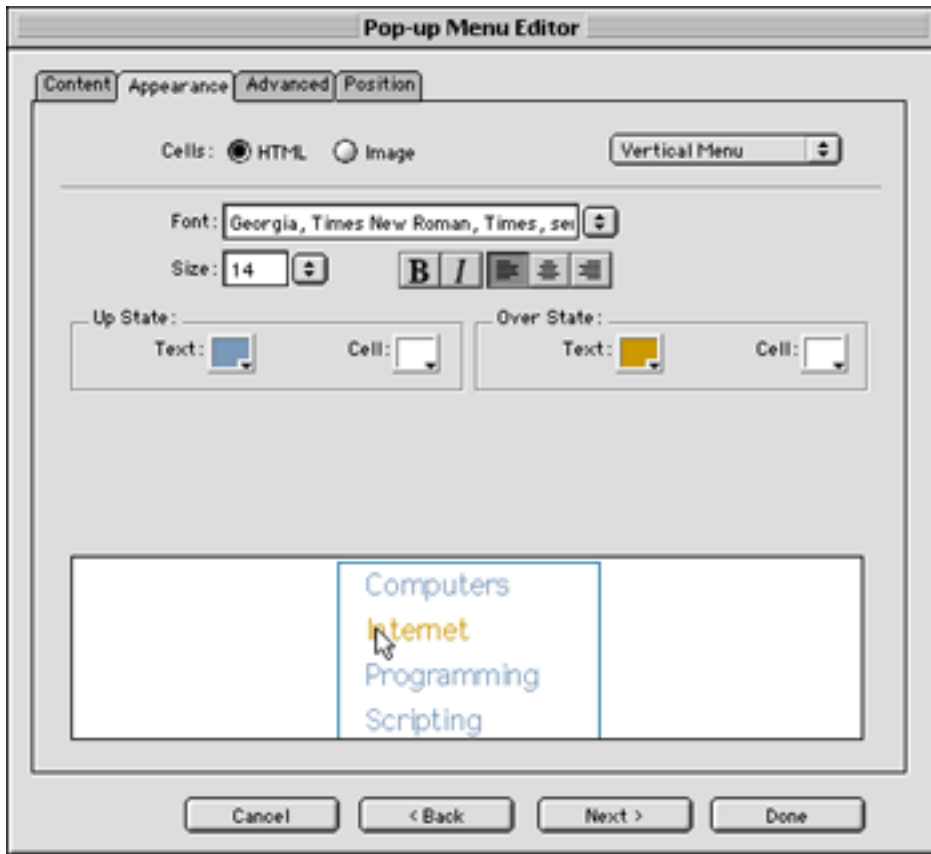 Pop-up Menu Editor
Content Appearance Advanced Position
Cells: HTML Image Vertical Menu
Font: Georgia, Times New Roman, Times, ser
Size: 14 B I
Up State: Over State:
Text: Cell: Text: Cell:
Computers
Internet
Programming
Scripting
Cancel < Back Next > Done